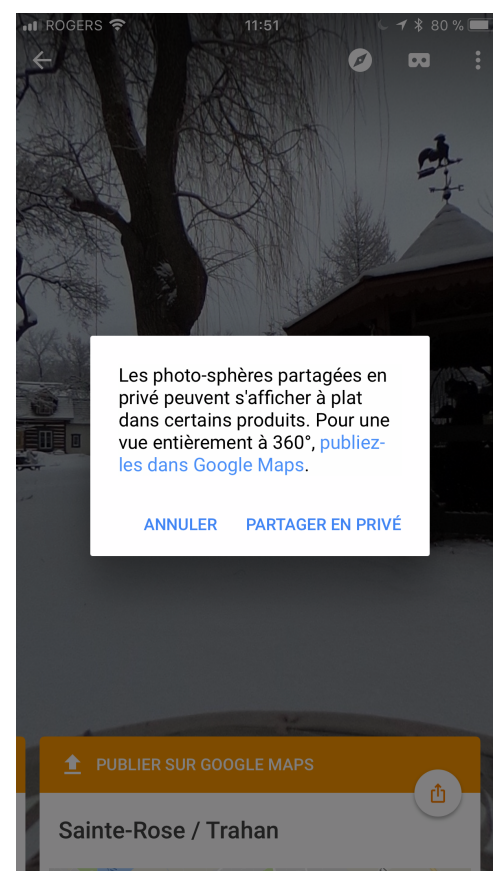 ROGERS 11:51 80 %
Les photo-sphères partagées en
privé peuvent s'afficher à plat
dans certains produits. Pour une
vue entièrement à 360°, publiez-
les dans Google Maps.
ANNULER PARTAGER EN PRIVÉ
PUBLIER SUR GOOGLE MAPS
Sainte-Rose / Trahan